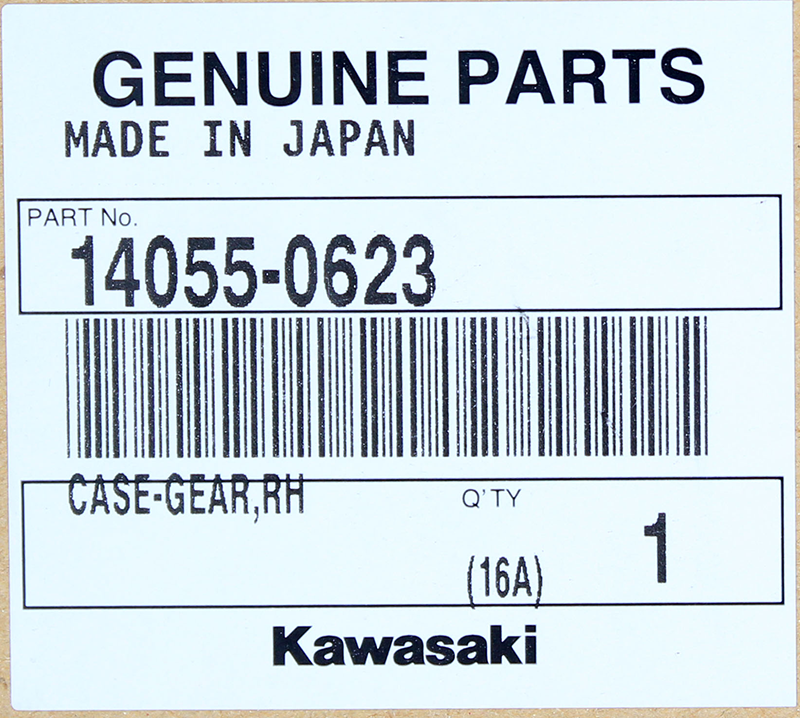 GENUINE PARTS
MADE IN JAPAN
PART No.
14055-0623
CASE-GEAR,RH
Q'TY
1
(16A)
Kawasaki